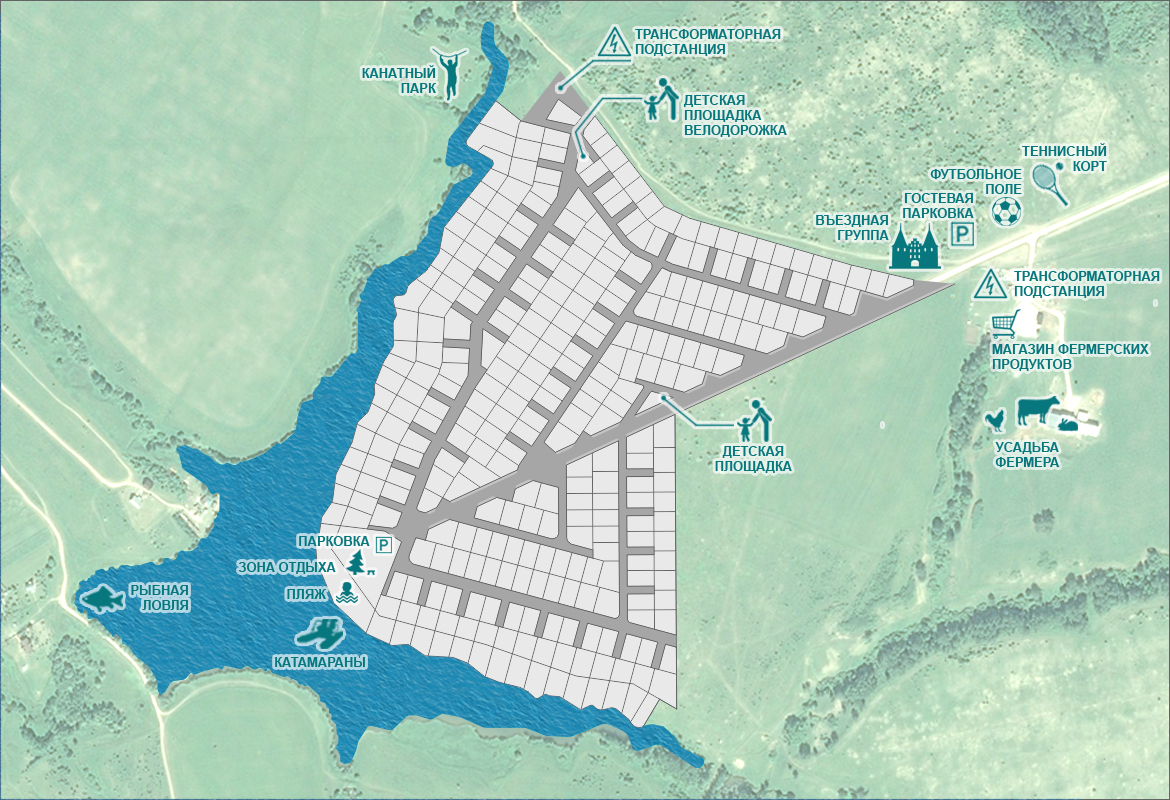 ТРАНСФОРМАТОРНАЯ
ПОДСТАНЦИЯ
КАНАТНЫЙ
ПАРК
ДЕТСКАЯ
ПЛОЩАДКА
ВЕЛОДОРОЖКА
ТЕННИСНЫЙ
КОРТ
ФУТБОЛЬНОЕ
ПОЛЕ
ГОСТЕВАЯ
ПАРКОВКА
P
ВЪЕЗДНАЯ
ГРУППА
ТРАНСФОРМАТОРНАЯ
ПОДСТАНЦИЯ
МАГАЗИН ФЕРМЕРСКИХ
ПРОДУКТОВ
УСАДЬБА
ФЕРМЕРА
ДЕТСКАЯ
ПЛОЩАДКА
ПАРКОВКА P
ЗОНА ОТДЫХА
ПЛЯЖ
РЫБНАЯ
ЛОВЛЯ
КАТАМАРАНЫ